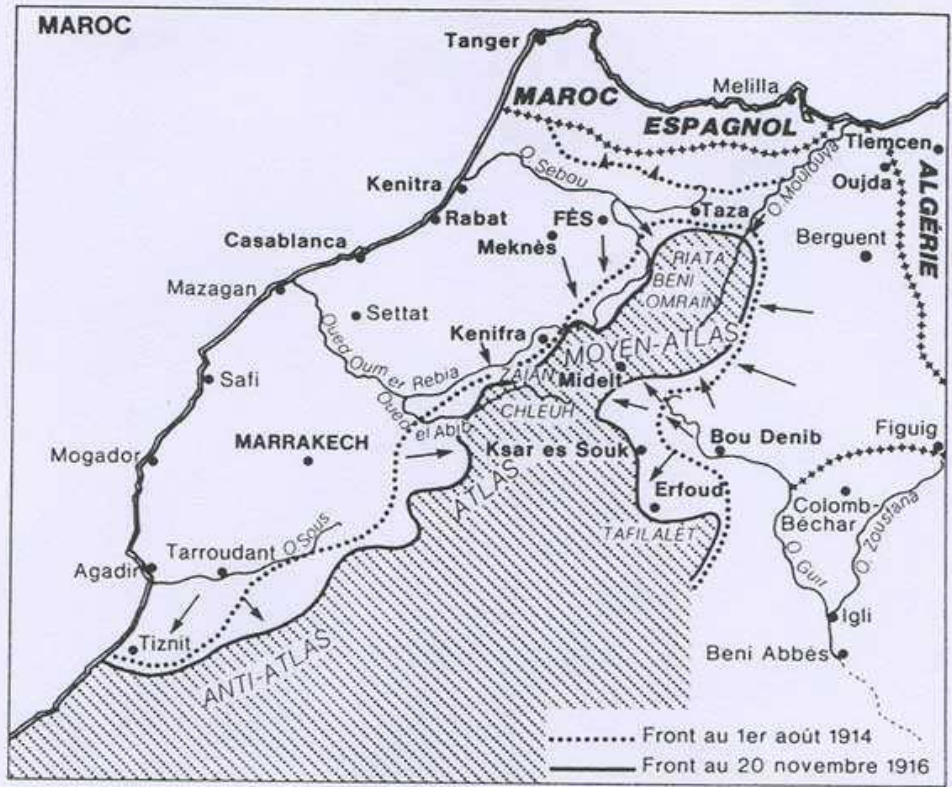 MAROC
Tanger
Melilla
MAROC
ESPAGNOL
Tlemcen
Oujda
ALGÉRIE
O. Moulouya
O. Sebou
Kenitra
Rabat
FÈS
Taza
Meknès
Berguent
Casablanca
RIATA
BENI
OMRAIN
Mazagan
Settat
Kenifra
Oued Oum er Rebia
MOYEN-ATLAS
ZAÏAN
Midelt
Safi
Oued el Abib
CHLEUH
MARRAKECH
Mogador
Ksar es Souk
Bou Denib
Figuig
ATLAS
Erfoud
Colomb-
Béchar
TAFILALET
O. Zousfana
O. Guir
Tarroudant
O. Sous
Agadir
Igli
Tiznit
Beni Abbès
ANTI-ATLAS
Front au 1er août 1914
Front au 20 novembre 1916